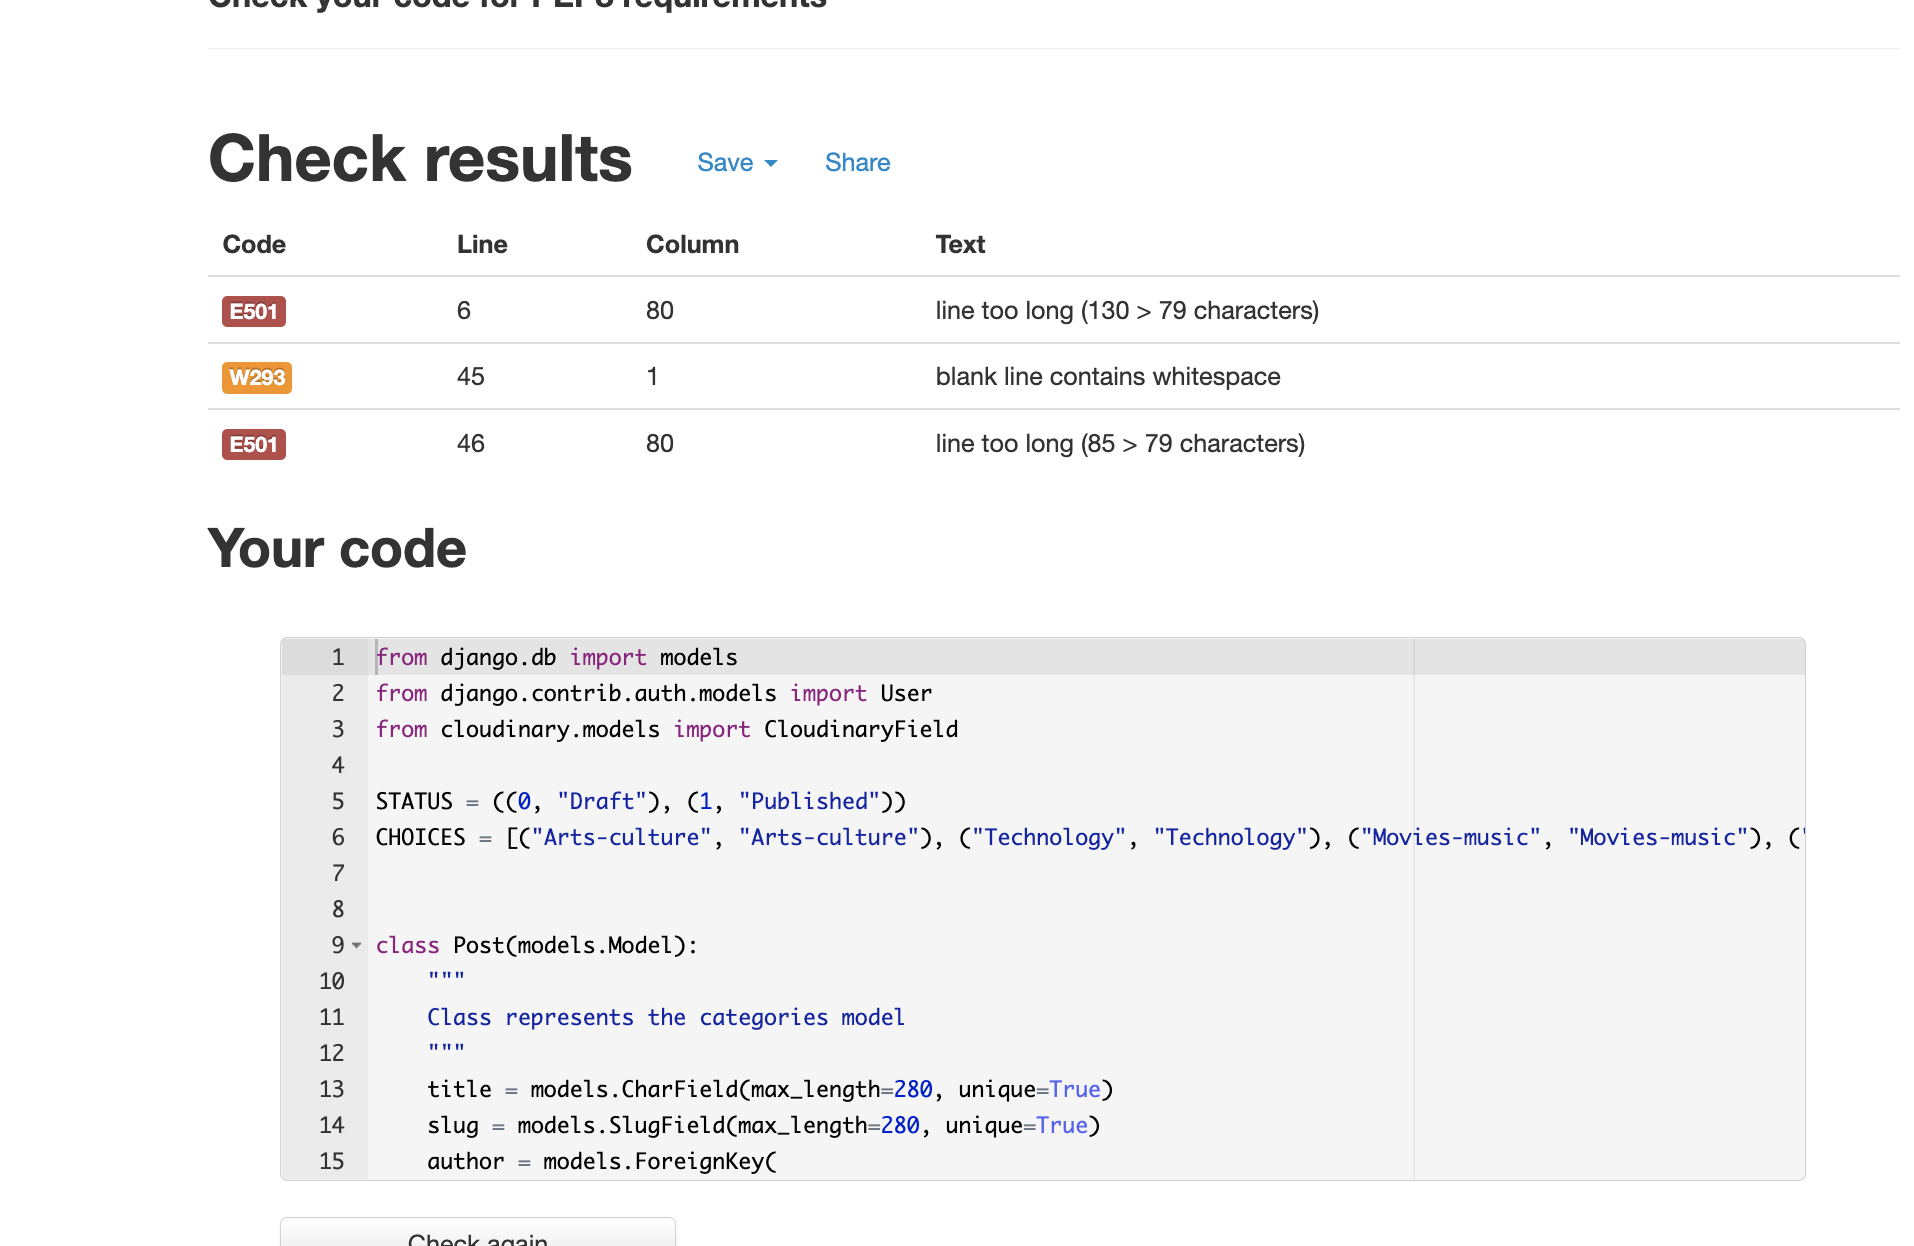 Check your code for PEP8 requirements
Check results Save Share
Code Line Column Text
E501 6 80 line too long (130 > 79 characters)
W293 45 1 blank line contains whitespace
E501 46 80 line too long (85 > 79 characters)
Your code
1 from django.db import models
2 from django.contrib.auth.models import User
3 from cloudinary.models import CloudinaryField
4
5 STATUS = ((0, "Draft"), (1, "Published"))
6 CHOICES = [("Arts-culture", "Arts-culture"), ("Technology", "Technology"), ("Movies-music", "Movies-music"), ("
7
8
9 class Post(models.Model):
10 """
11 Class represents the categories model
12 """
13 title = models.CharField(max_length=280, unique=True)
14 slug = models.SlugField(max_length=280, unique=True)
15 author = models.ForeignKey(
Check again